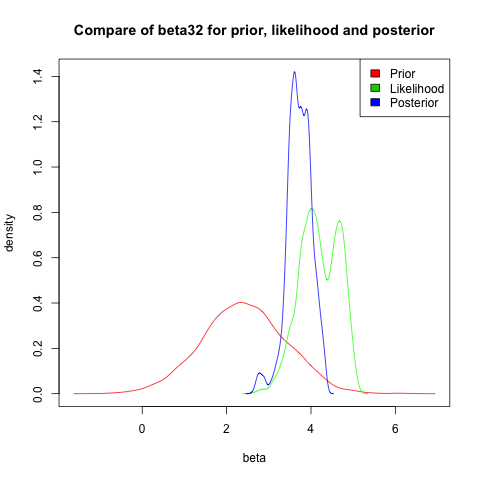 Compare of beta32 for prior, likelihood and posterior
Prior
Likelihood
Posterior
density
0.0 0.2 0.4 0.6 0.8 1.0 1.2 1.4
0 2 4 6
beta